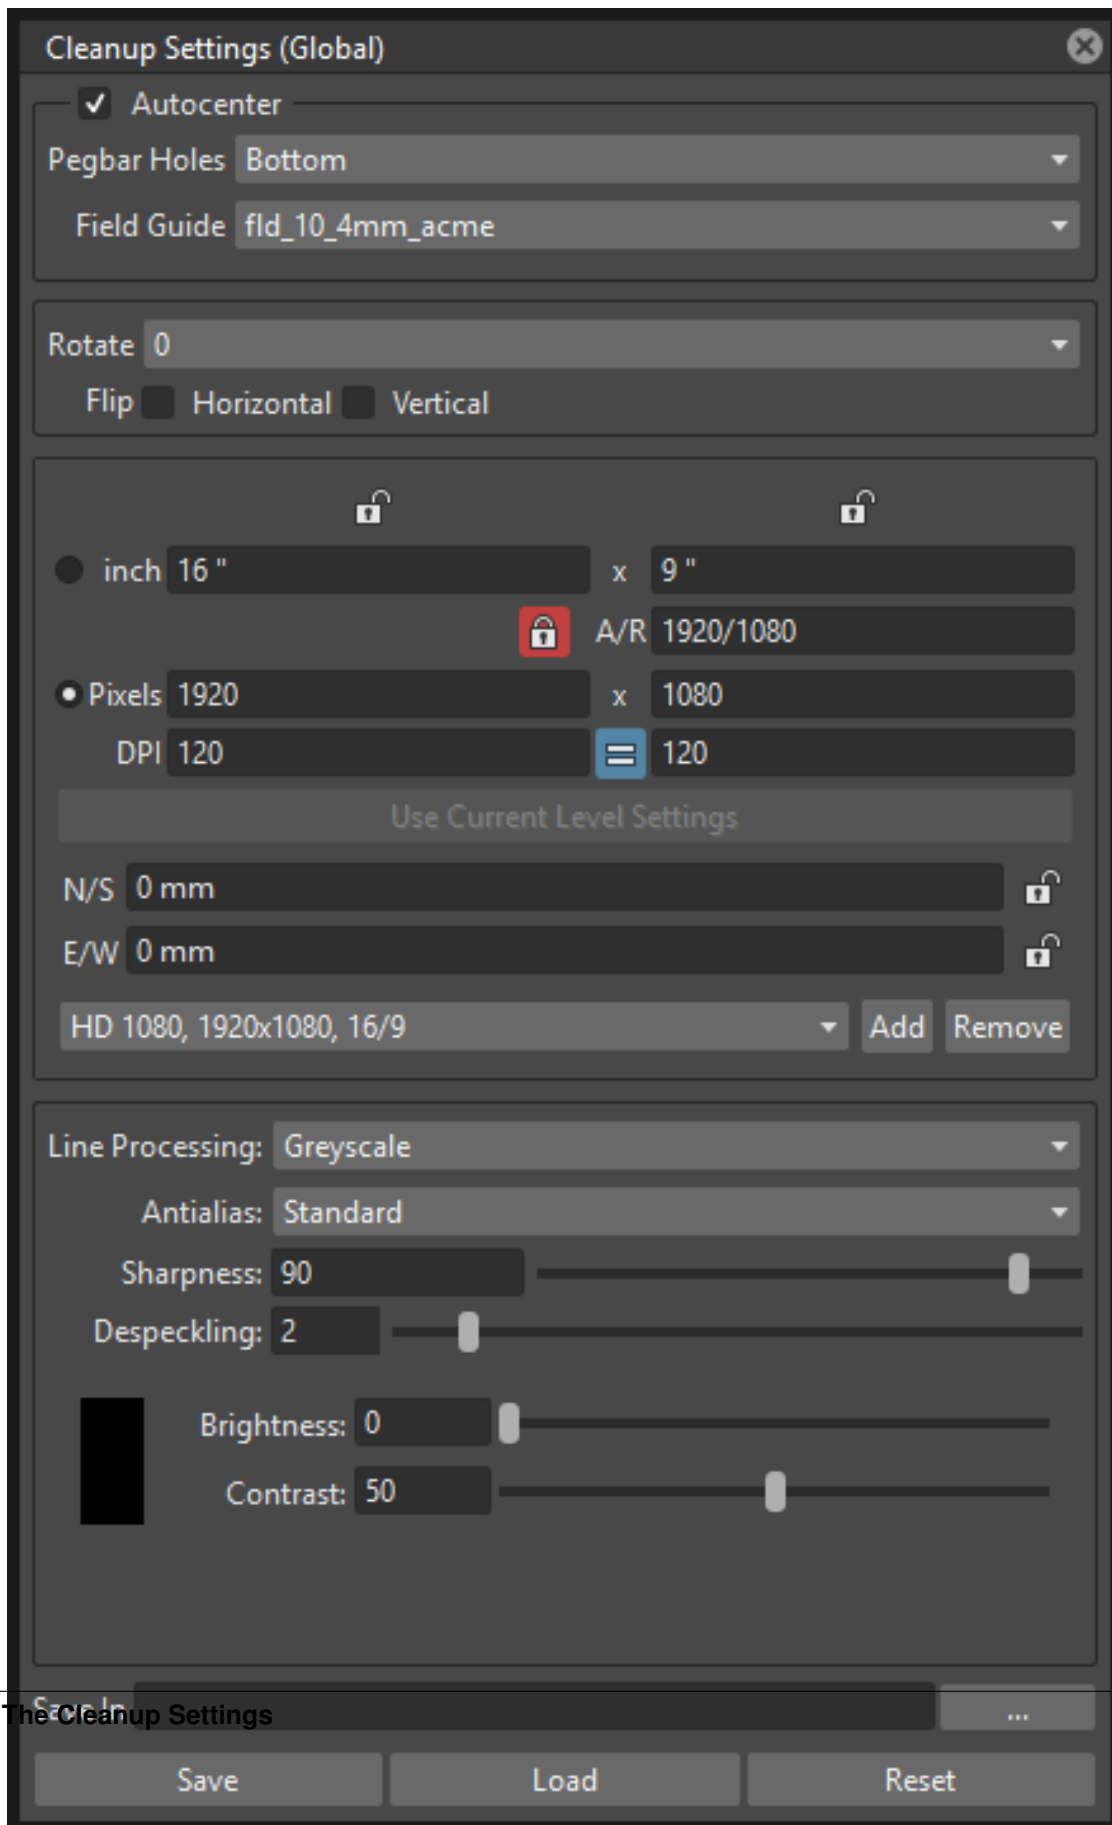 Cleanup Settings (Global)
Autocenter
Pegbar Holes Bottom
Field Guide fld_10_4mm_acme
Rotate 0
Flip Horizontal Vertical
inch 16 " x 9 "
A/R 1920/1080
Pixels 1920 x 1080
DPI 120 120
Use Current Level Settings
N/S 0 mm
E/W 0 mm
HD 1080, 1920x1080, 16/9 Add Remove
Line Processing: Greyscale
Antialias: Standard
Sharpness: 90
Despeckling: 2
Brightness: 0
Contrast: 50
Save In ...
The Cleanup Settings
Save Load Reset